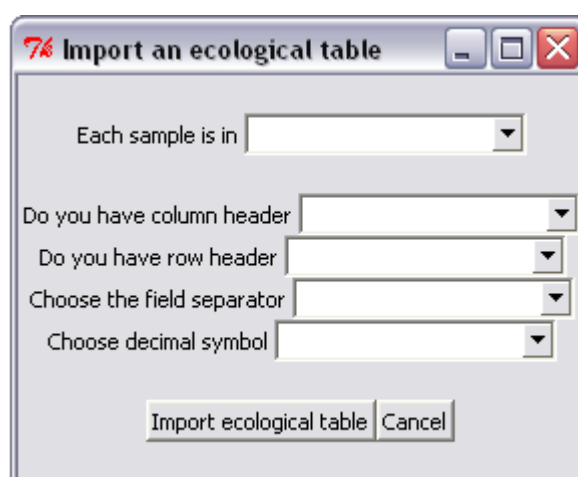 Import an ecological table
Each sample is in
Do you have column header
Do you have row header
Choose the field separator
Choose decimal symbol
Import ecological table Cancel